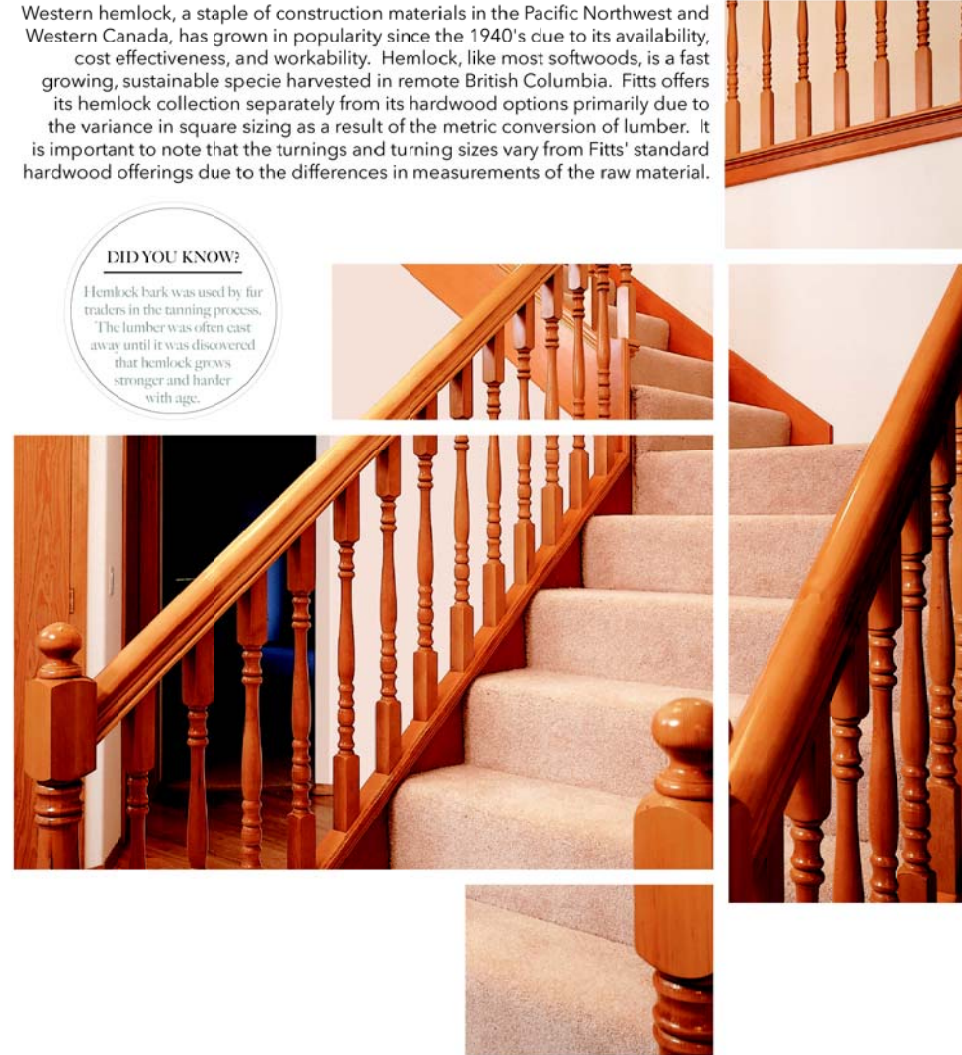 Western hemlock, a staple of construction materials in the Pacific Northwest and
Western Canada, has grown in popularity since the 1940's due to its availability,
cost effectiveness, and workability.  Hemlock, like most softwoods, is a fast
growing, sustainable specie harvested in remote British Columbia.  Fitts offers
its hemlock collection separately from its hardwood options primarily due to
the variance in square sizing as a result of the metric conversion of lumber.  It
is important to note that the turnings and turning sizes vary from Fitts' standard
hardwood offerings due to the differences in measurements of the raw material.
DID YOU KNOW?
Hemlock bark was used by fur
traders in the tanning process.
The lumber was often cast
away until it was discovered
that hemlock grows
stronger and harder
with age.